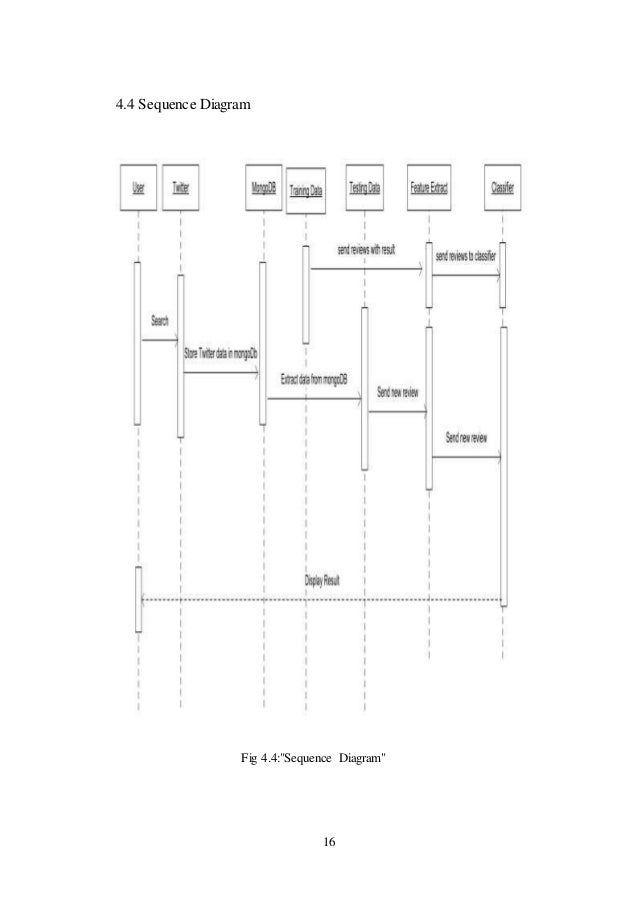 4.4 Sequence Diagram
User Twitter MongoDB Training Data Testing Data Feature Extract Classifier
send reviews with result
send reviews to classifier
Search
Store Twitter data in mongoDb
Extract data from mongoDB
Send new review
Send new review
Display Result
Fig 4.4:"Sequence Diagram"
16